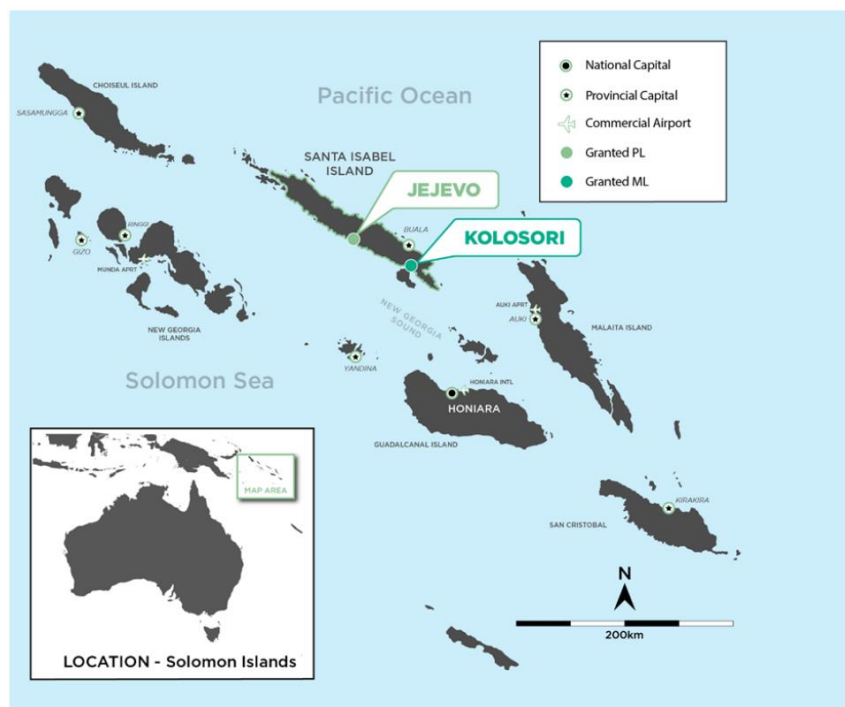 CHOISEUL ISLAND
SASAMUNGGA
Pacific Ocean
National Capital
Provincial Capital
Commercial Airport
Granted PL
Granted ML
SANTA ISABEL
ISLAND
JEJEVO
BUALA
KOLOSORI
RINGGI
GIZO
MUNDA APRT
NEW GEORGIA
ISLANDS
NEW GEORGIA
SOUND
AUKI APRT
AUKI
MALAITA ISLAND
Solomon Sea
YANDINA
HONIARA INTL
HONIARA
GUADALCANAL ISLAND
KIRAKIRA
SAN CRISTOBAL
MAP AREA
N
200km
LOCATION - Solomon Islands